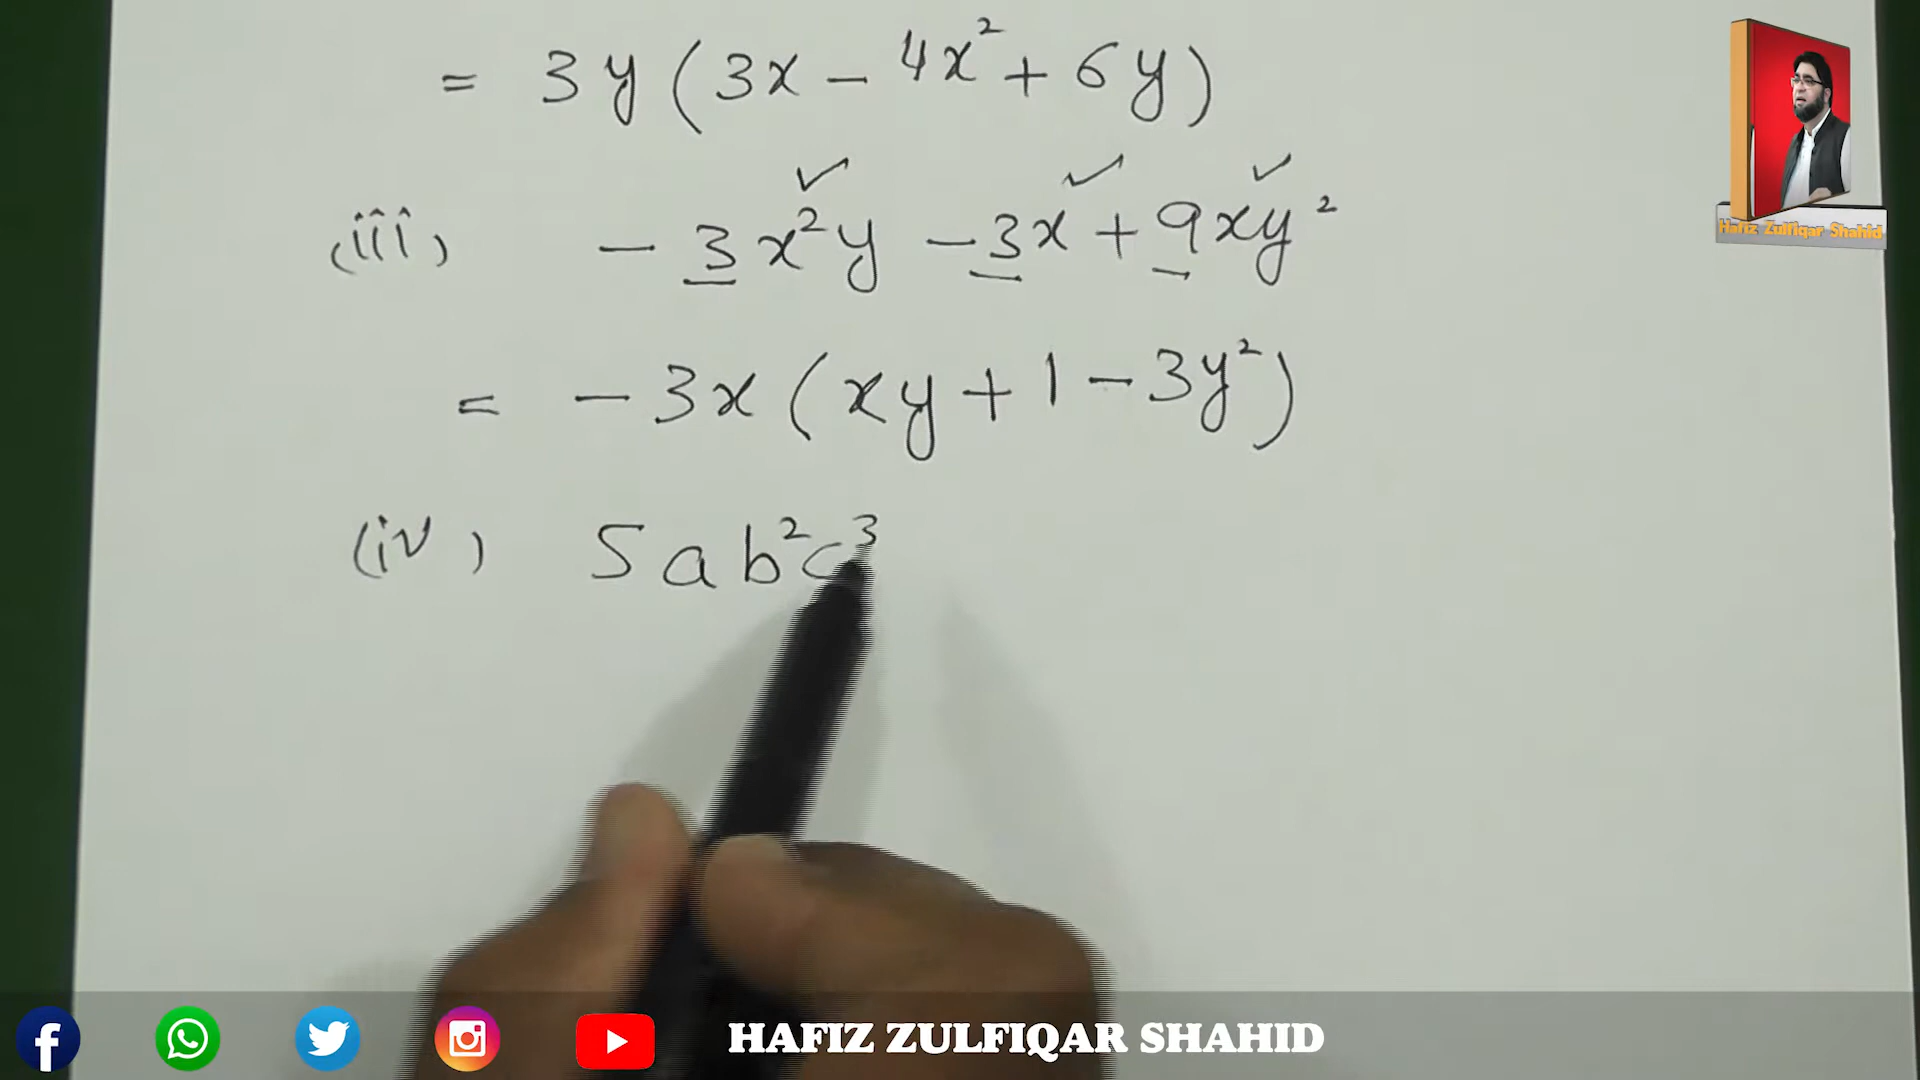 = 3y(3x - 4x² + 6y)
(iii) - 3x²y - 3x + 9xy²
= - 3x(xy + 1 - 3y²)
(iv) 5ab²c³
Hafiz Zulfiqar Shahid
HAFIZ ZULFIQAR SHAHID